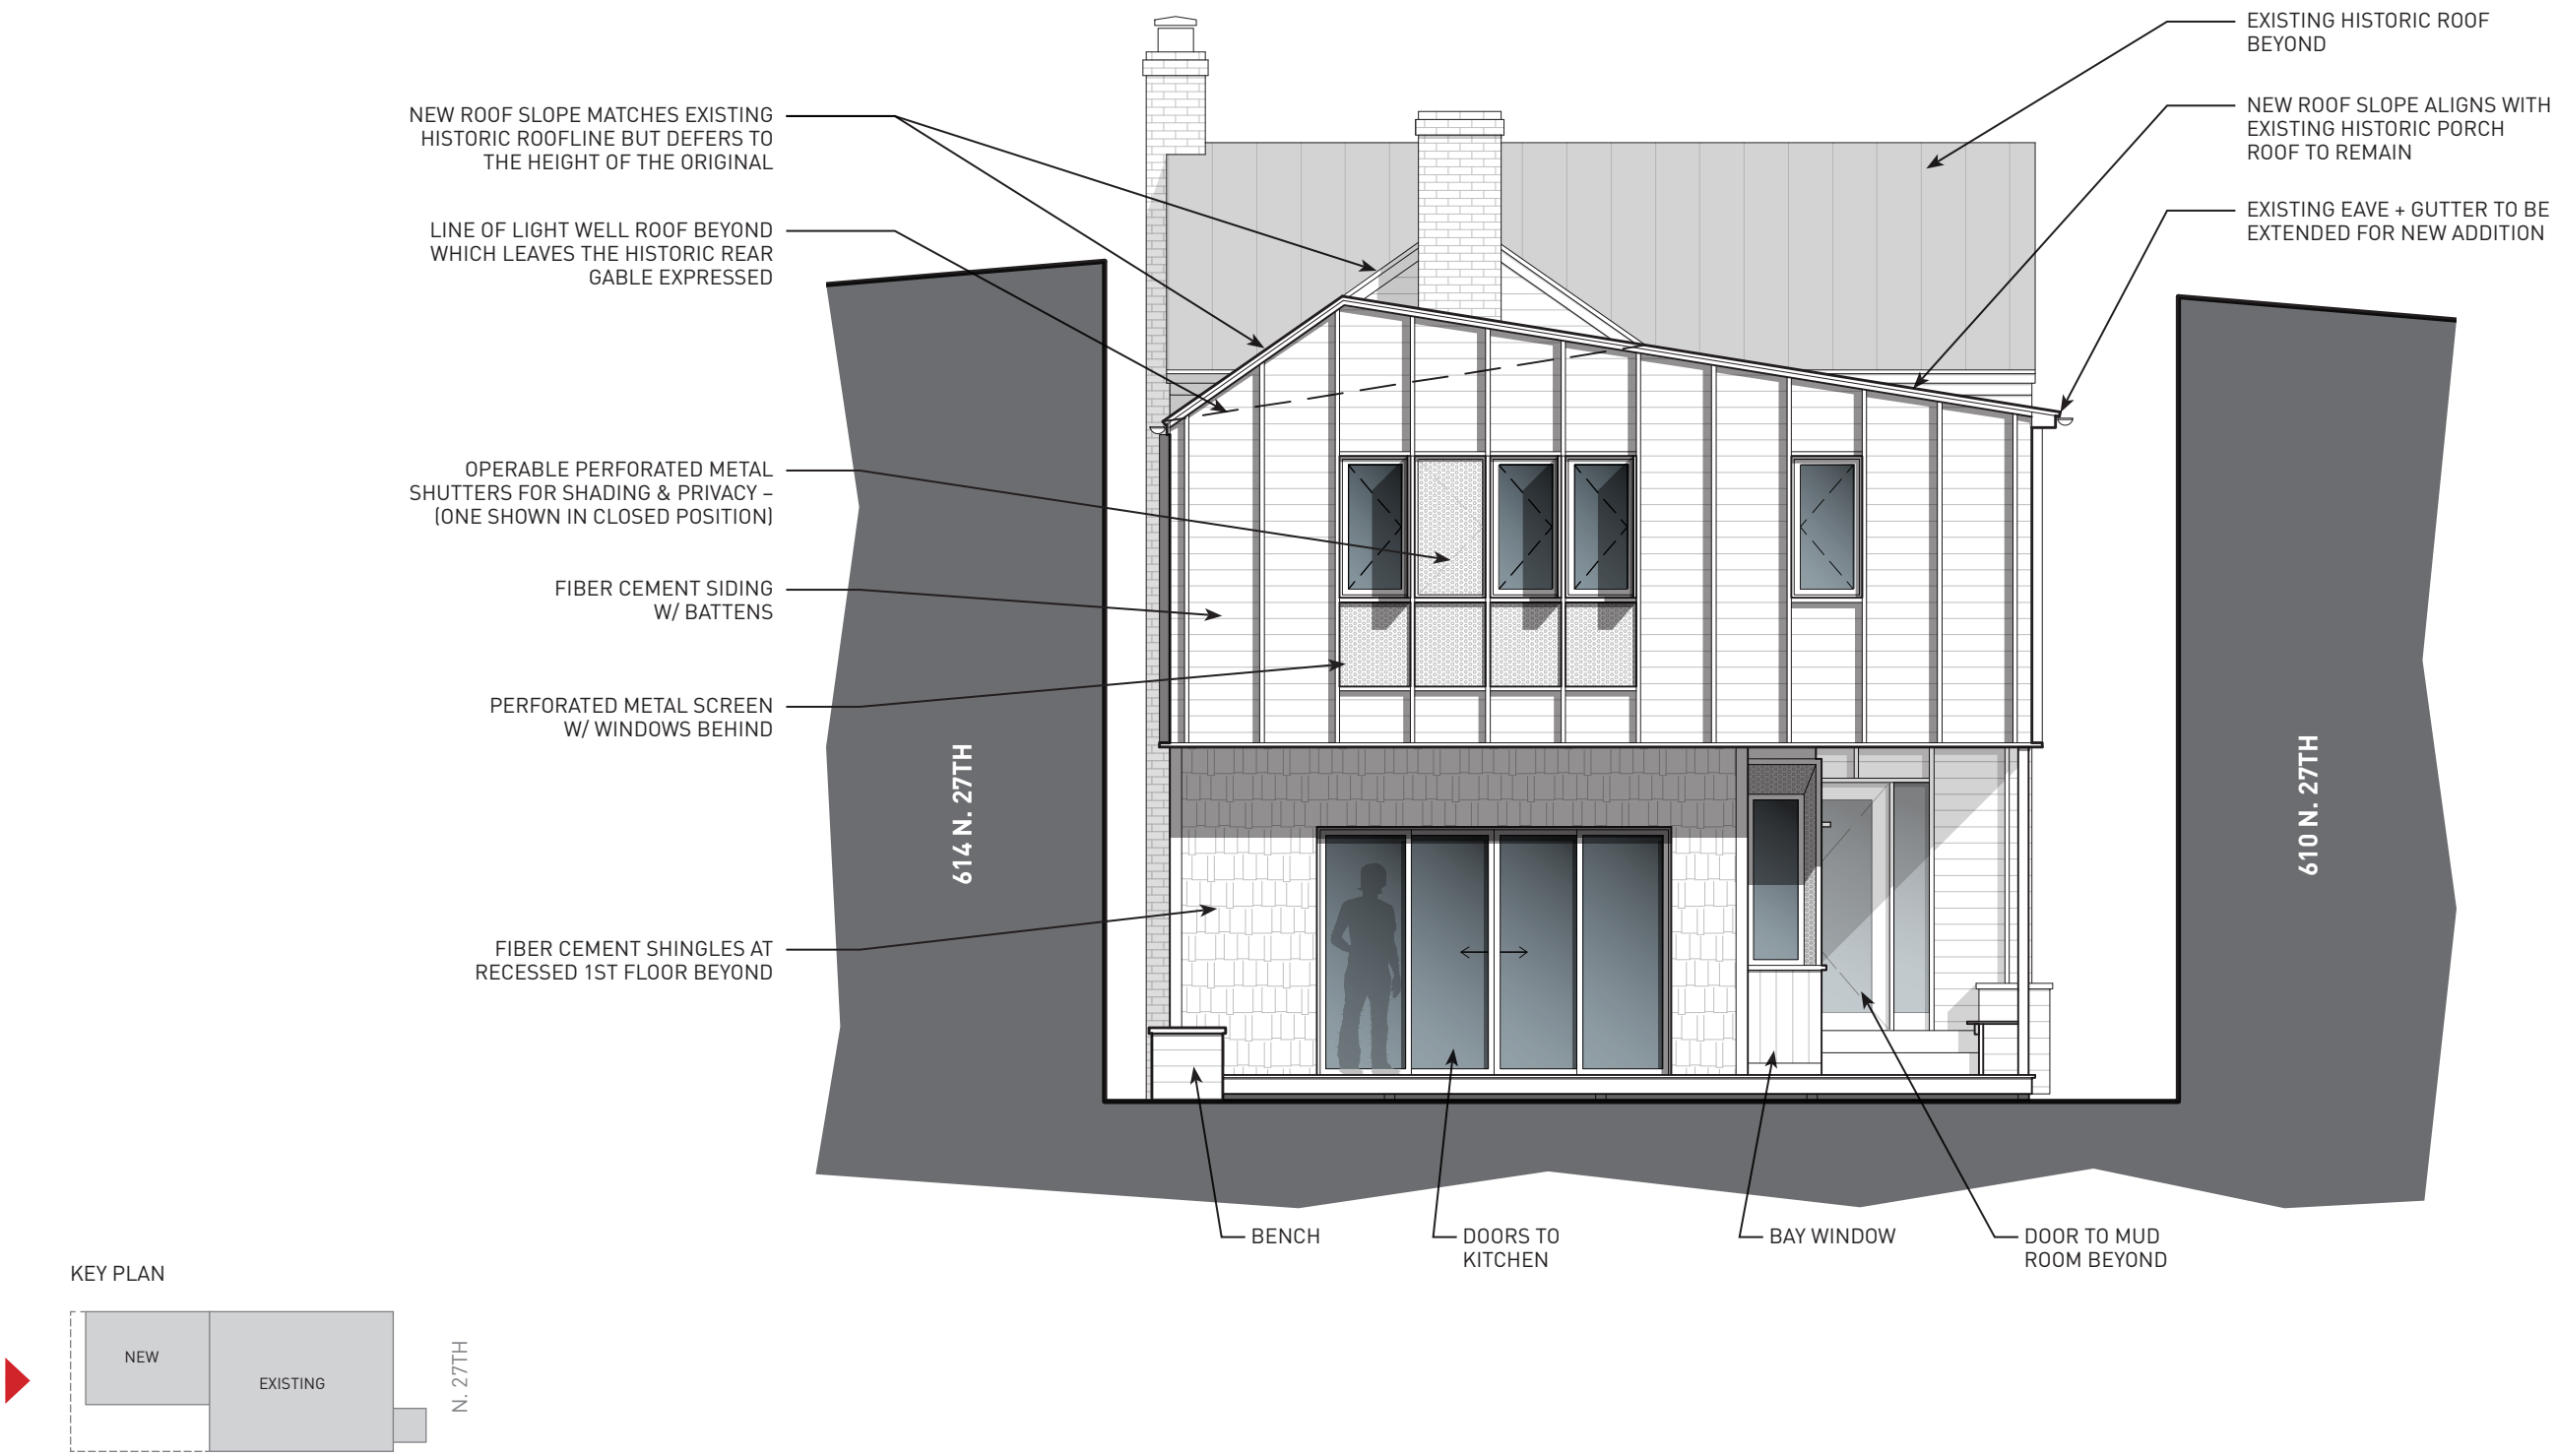 EXISTING HISTORIC ROOF
BEYOND
NEW ROOF SLOPE MATCHES EXISTING
HISTORIC ROOFLINE BUT DEFERS TO
THE HEIGHT OF THE ORIGINAL
NEW ROOF SLOPE ALIGNS WITH
EXISTING HISTORIC PORCH
ROOF TO REMAIN
LINE OF LIGHT WELL ROOF BEYOND
WHICH LEAVES THE HISTORIC REAR
GABLE EXPRESSED
EXISTING EAVE + GUTTER TO BE
EXTENDED FOR NEW ADDITION
OPERABLE PERFORATED METAL
SHUTTERS FOR SHADING & PRIVACY –
(ONE SHOWN IN CLOSED POSITION)
FIBER CEMENT SIDING
W/ BATTENS
PERFORATED METAL SCREEN
W/ WINDOWS BEHIND
614 N. 27TH
610 N. 27TH
FIBER CEMENT SHINGLES AT
RECESSED 1ST FLOOR BEYOND
BENCH
DOORS TO
KITCHEN
BAY WINDOW
DOOR TO MUD
ROOM BEYOND
KEY PLAN
NEW
EXISTING
N. 27TH